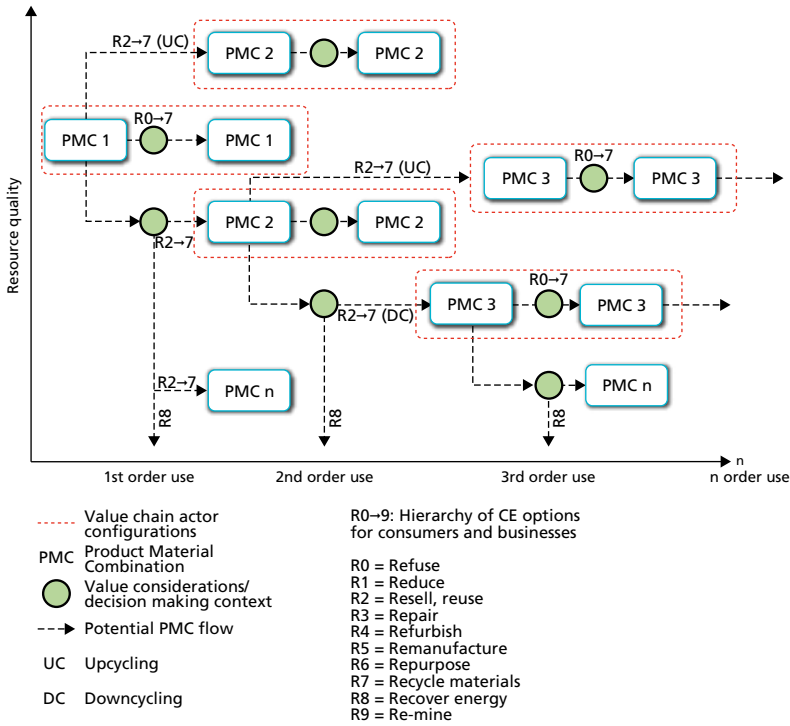 R2→7 (UC)
PMC 2
PMC 2
R0→7
PMC 1
PMC 1
R2→7 (UC)
R0→7
PMC 3
PMC 3
R2→7
PMC 2
PMC 2
R0→7
R2→7 (DC)
PMC 3
PMC 3
R2→7
PMC n
PMC n
R8
R8
R8
Resource quality
n
1st order use
2nd order use
3rd order use
n order use
Value chain actor
configurations
PMC Product Material
Combination
Value considerations/
decision making context
Potential PMC flow
UC Upcycling
DC Downcycling
R0→9: Hierarchy of CE options
for consumers and businesses
R0 = Refuse
R1 = Reduce
R2 = Resell, reuse
R3 = Repair
R4 = Refurbish
R5 = Remanufacture
R6 = Repurpose
R7 = Recycle materials
R8 = Recover energy
R9 = Re-mine